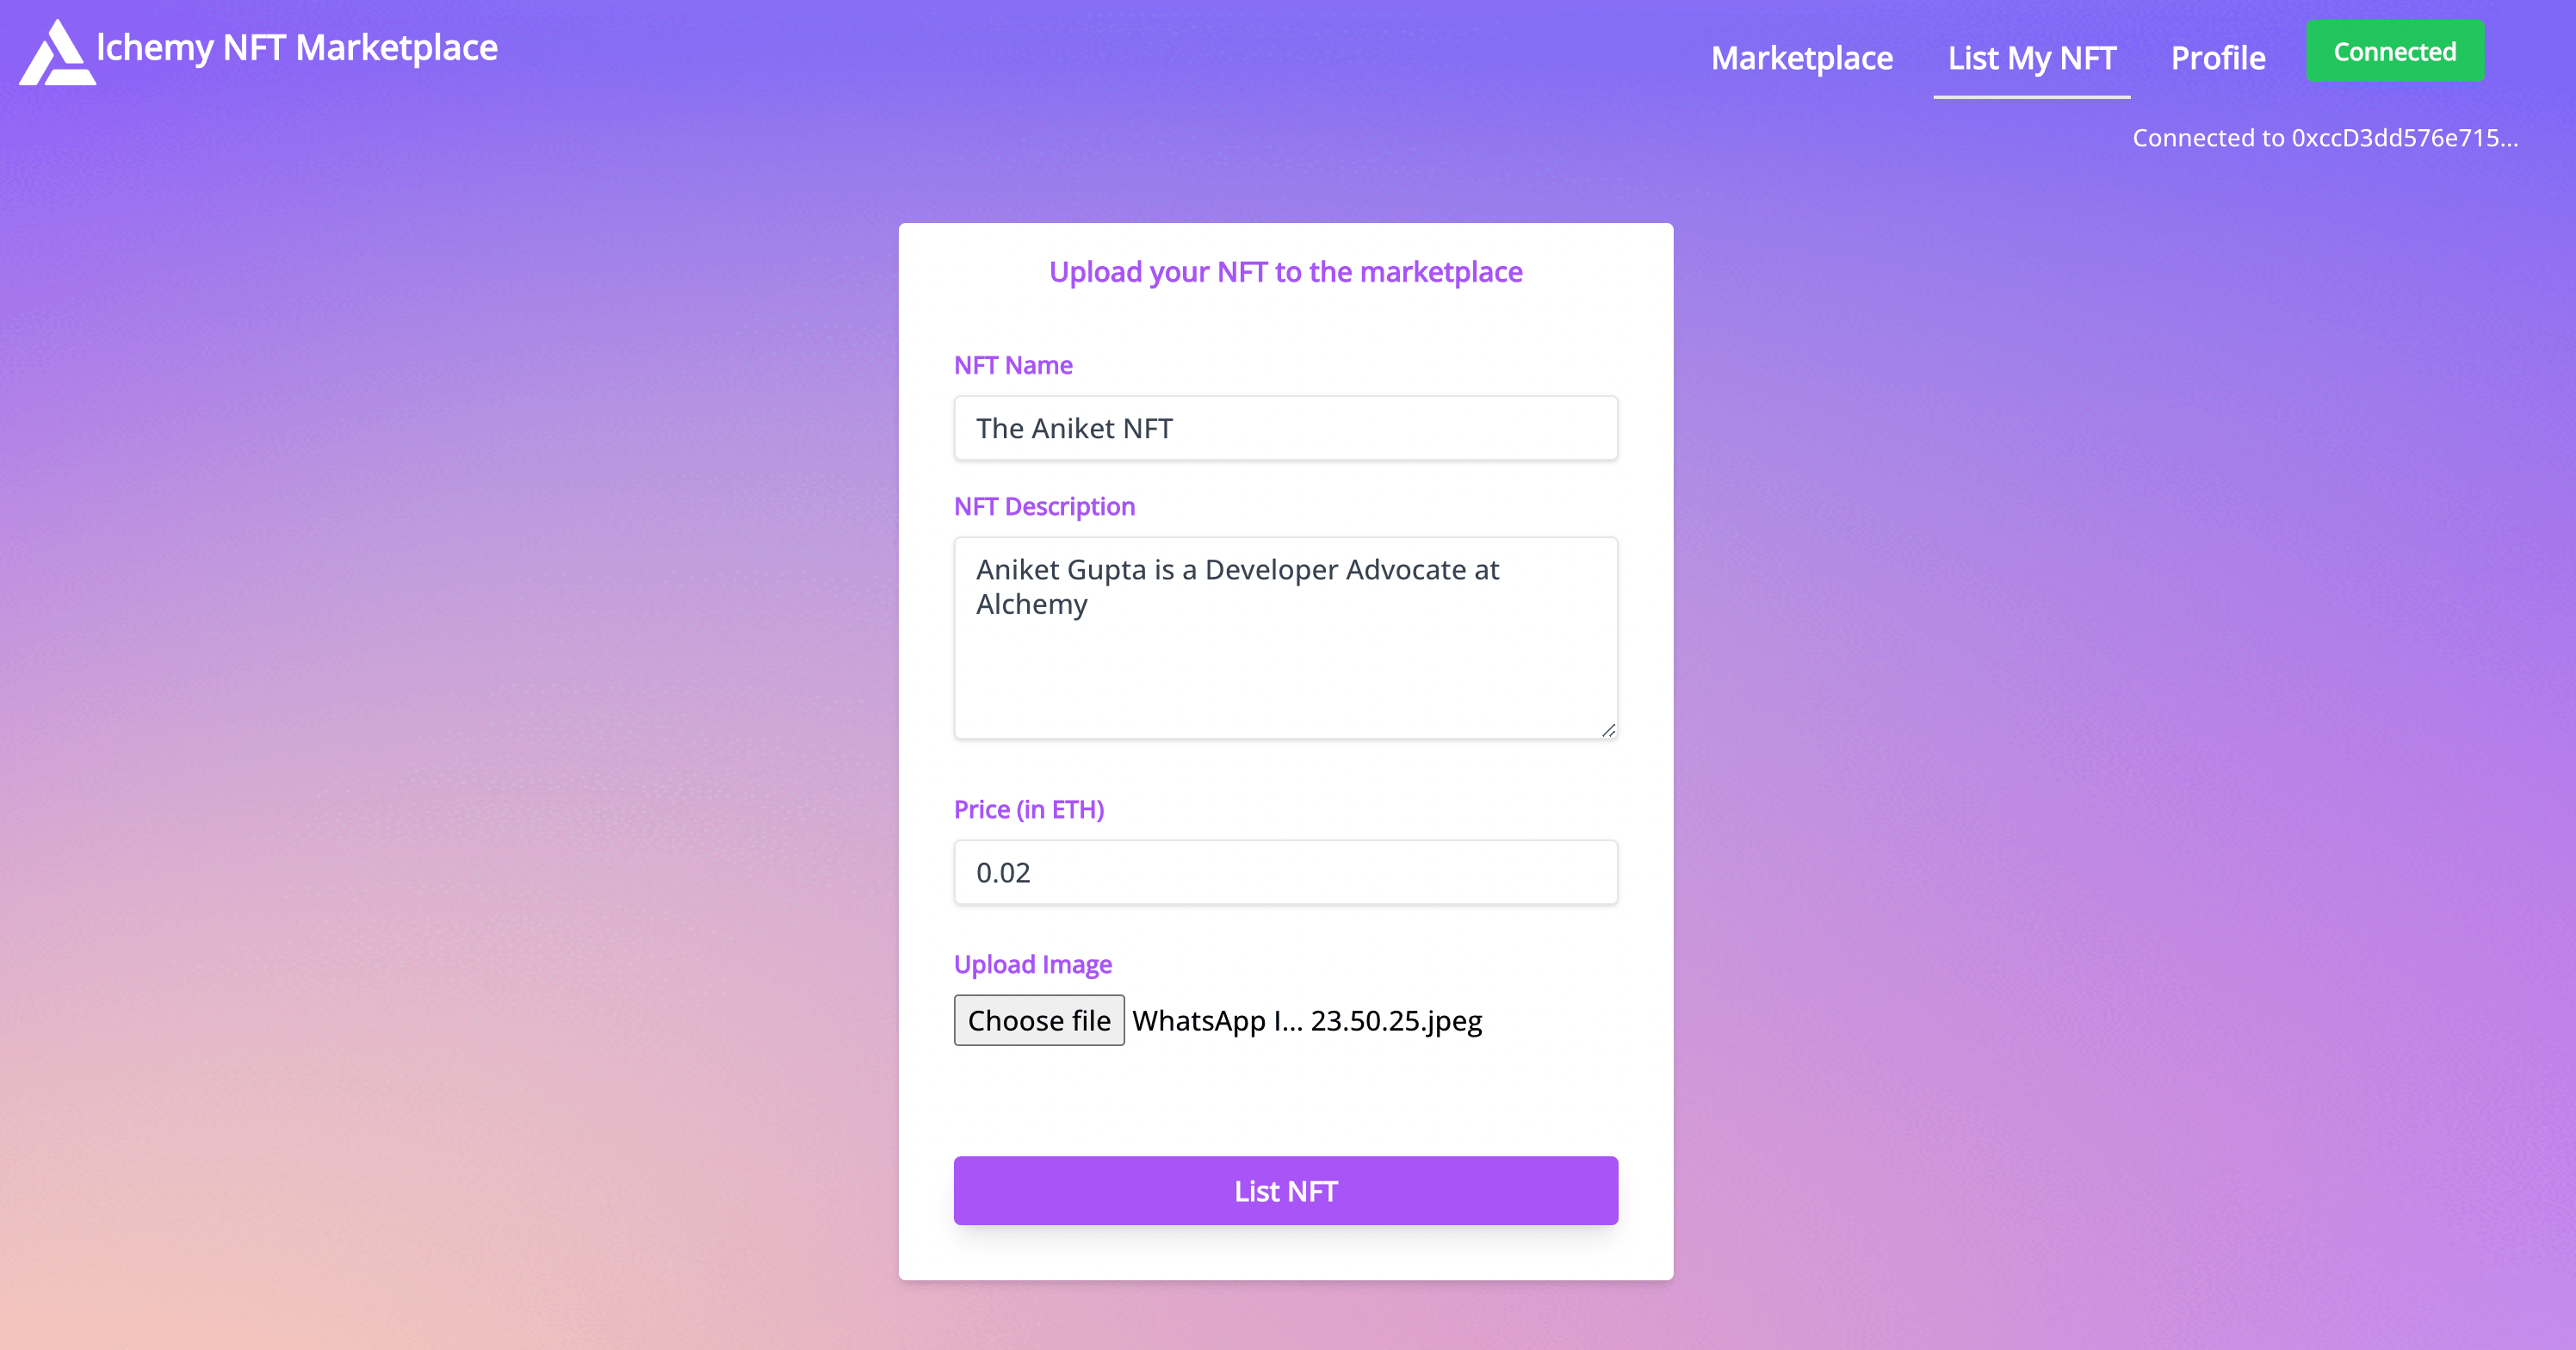 lchemy NFT Marketplace
Marketplace
List My NFT
Profile
Connected
Connected to 0xccD3dd576e715...
Upload your NFT to the marketplace
NFT Name
The Aniket NFT
NFT Description
Aniket Gupta is a Developer Advocate at
Alchemy
Price (in ETH)
0.02
Upload Image
Choose file WhatsApp I... 23.50.25.jpeg
List NFT